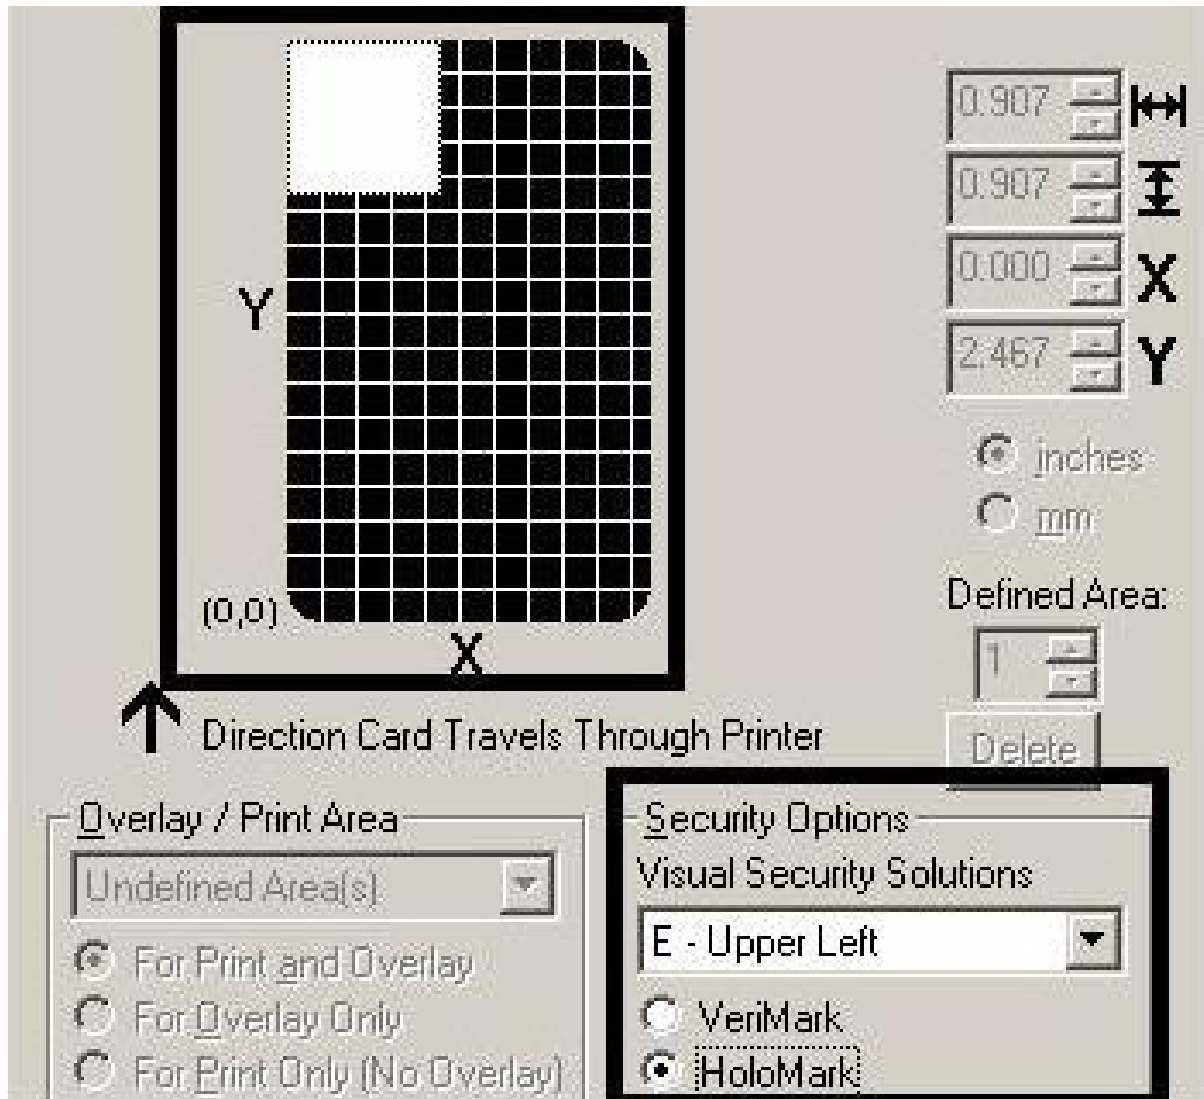 0.907
0.907
0.000 X
Y
2.467 Y
inches
mm
(0,0)
Defined Area:
X
1
Direction Card Travels Through Printer
Delete
Overlay / Print Area
Undefined Area(s)
For Print and Overlay
For Overlay Only
For Print Only (No Overlay)
Security Options
Visual Security Solutions
E - Upper Left
VeriMark
HoloMark